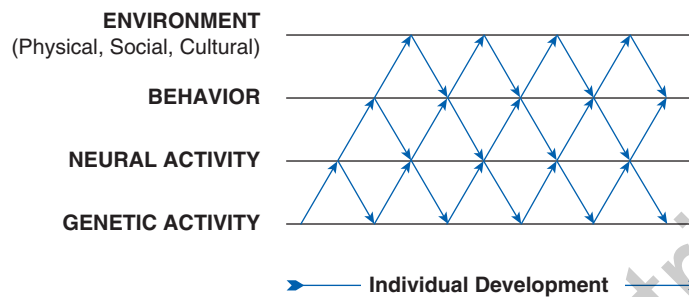 ENVIRONMENT
(Physical, Social, Cultural)
BEHAVIOR
NEURAL ACTIVITY
GENETIC ACTIVITY
Individual Development